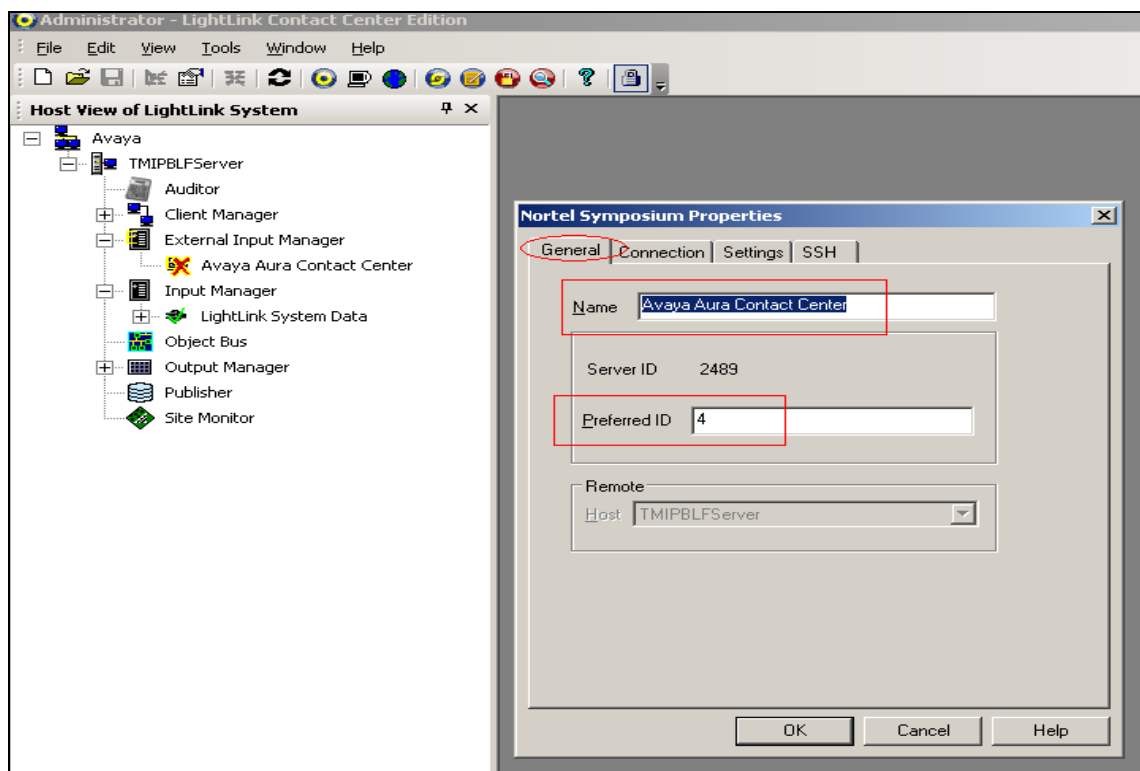 Administrator - LightLink Contact Center Edition
File Edit View Tools Window Help
Host View of LightLink System
Avaya
TMIPBLFServer
Auditor
Client Manager
External Input Manager
Avaya Aura Contact Center
Input Manager
LightLink System Data
Object Bus
Output Manager
Publisher
Site Monitor
Nortel Symposium Properties
General Connection Settings SSH
Name Avaya Aura Contact Center
Server ID 2489
Preferred ID 4
Remote
Host TMIPBLFServer
OK Cancel Help